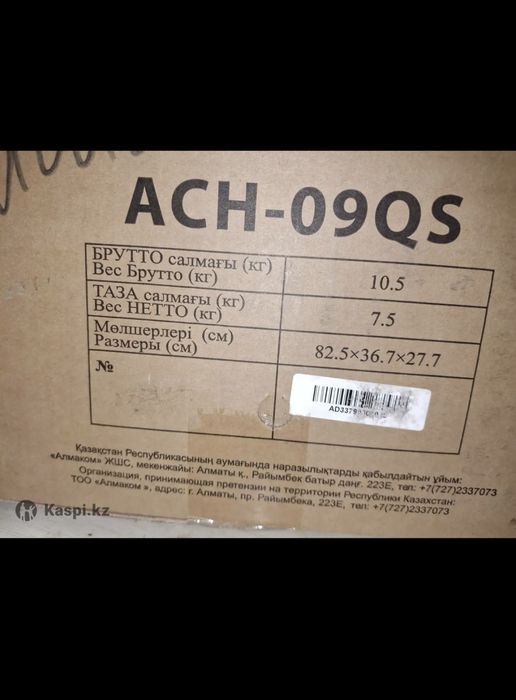 ACH-09QS
БРУТТО салмағы (кг)
Вес Брутто (кг)
10.5
ТАЗА салмағы (кг)
Вес НЕТТО (кг)
7.5
Мөлшерлері (см)
Размеры (см)
82.5×36.7×27.7
№
Қазақстан Республикасының аумағында наразылықтарды қабылдайтын ұйым:
«Алмаком» ЖШС, мекенжайы: Алматы қ., Райымбек батыр даңғ. 223Е, тел: +7(727)2337073
Организация, принимающая претензии на территории Республики Казахстан:
ТОО «Алмаком», адрес: г. Алматы, пр. Райымбека, 223Е, тел: +7(727)2337073
Kaspi.kz